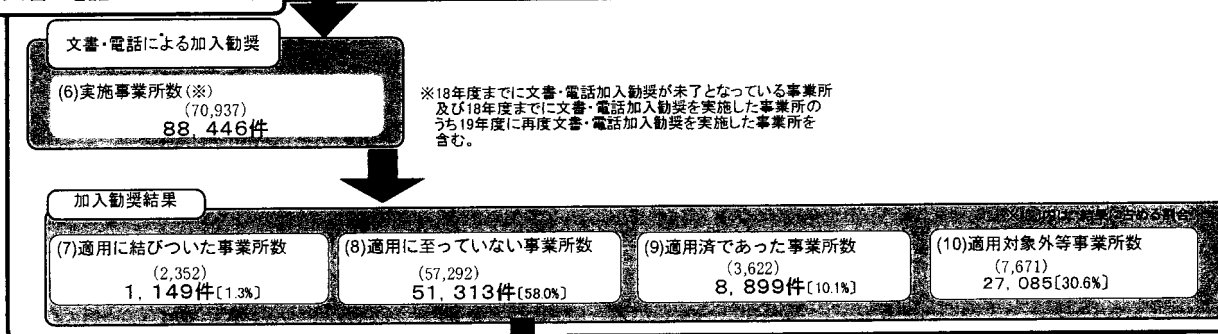 文書・電話による加入勧奨
(6)実施事業所数(※)
(70,937)
88,446件
※18年度までに文書・電話加入勧奨が未了となっている事業所
及び18年度までに文書・電話加入勧奨を実施した事業所の
うち19年度に再度文書・電話加入勧奨を実施した事業所を
含む。
加入勧奨結果
(7)適用に結びついた事業所数
(2,352)
1,149件[1.3%]
(8)適用に至っていない事業所数
(57,292)
51,313件[58.0%]
(9)適用済であった事業所数
(3,622)
8,899件[10.1%]
(10)適用対象外等事業所数
(7,671)
27,085[30.6%]